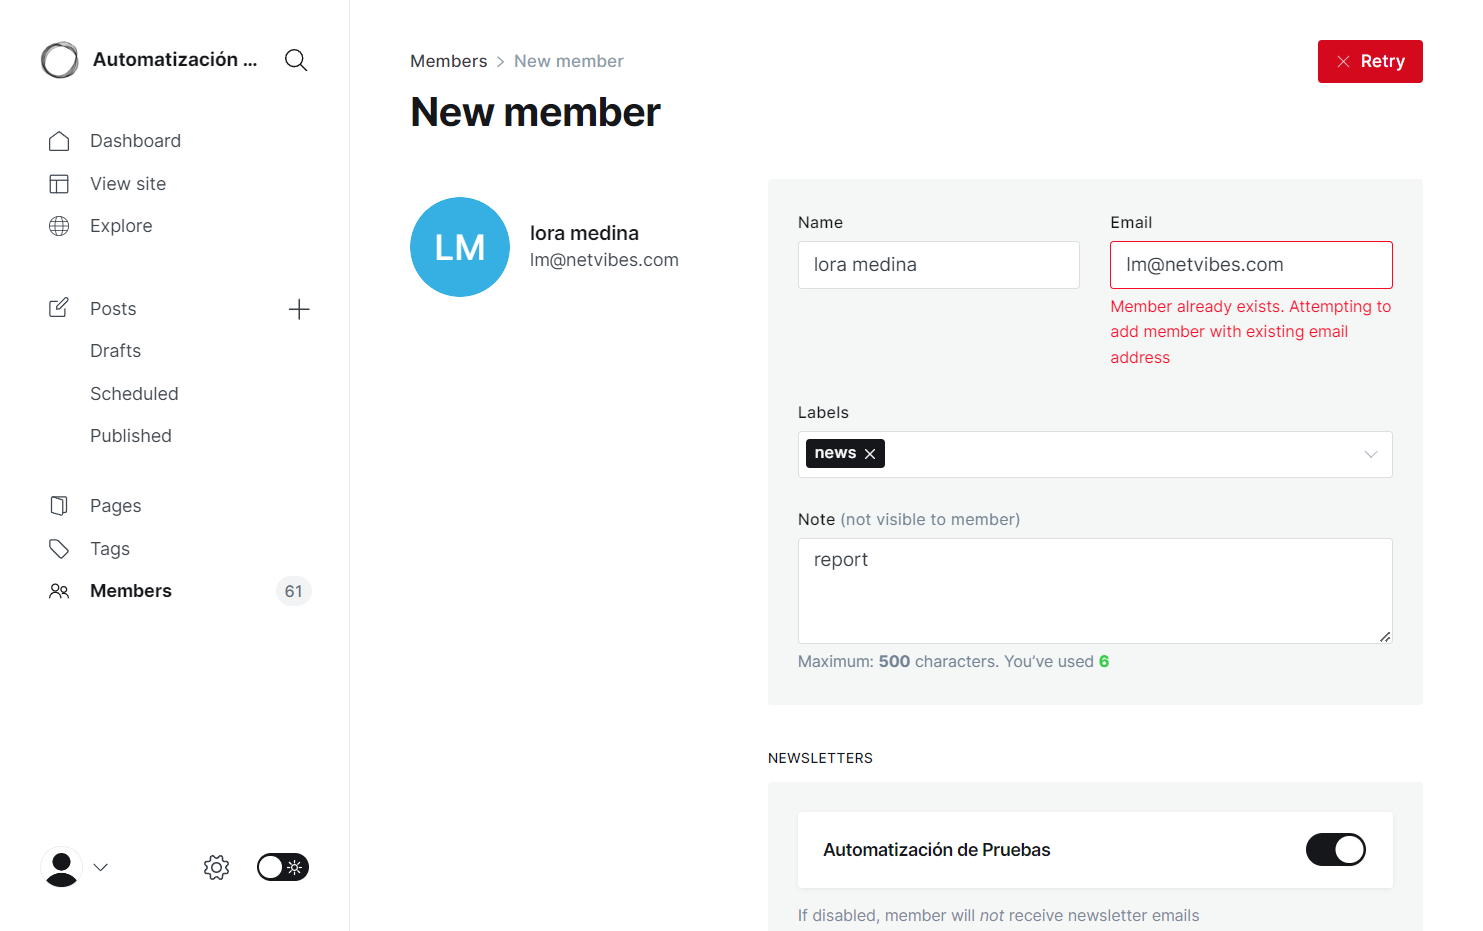 Automatización ...
Dashboard
View site
Explore
Posts
Drafts
Scheduled
Published
Pages
Tags
Members
61
Members > New member
Retry
New member
LM
lora medina
lm@netvibes.com
Name
lora medina
Email
lm@netvibes.com
Member already exists. Attempting to
add member with existing email
address
Labels
news
Note (not visible to member)
report
Maximum: 500 characters. You’ve used 6
NEWSLETTERS
Automatización de Pruebas
If disabled, member will not receive newsletter emails